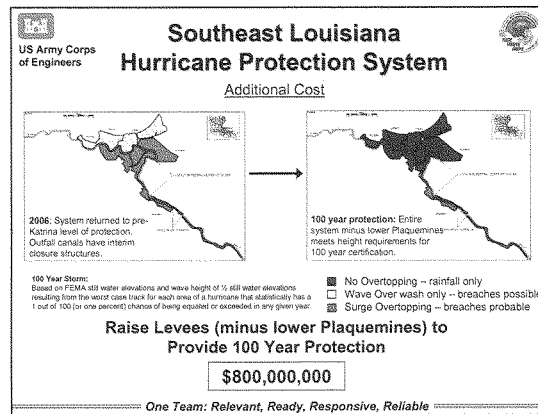 US Army Corps
of Engineers
Southeast Louisiana
Hurricane Protection System
Additional Cost
2006: System returned to pre-
Katrina level of protection.
Outfall canals have interim
closure structures.
100 year protection: Entire
system minus lower Plaquemines
meets height requirements for
100 year certification.
100 Year Storm:
Based on FEMA still water elevations and wave height of ½ still water elevations
resulting from the worst case track for each area of a hurricane that statistically has a
1 out of 100 (or one percent) chance of being equaled or exceeded in any given year.
No Overtopping -- rainfall only
Wave Over wash only -- breaches possible
Surge Overtopping -- breaches probable
Raise Levees (minus lower Plaquemines) to
Provide 100 Year Protection
$800,000,000
One Team: Relevant, Ready, Responsive, Reliable